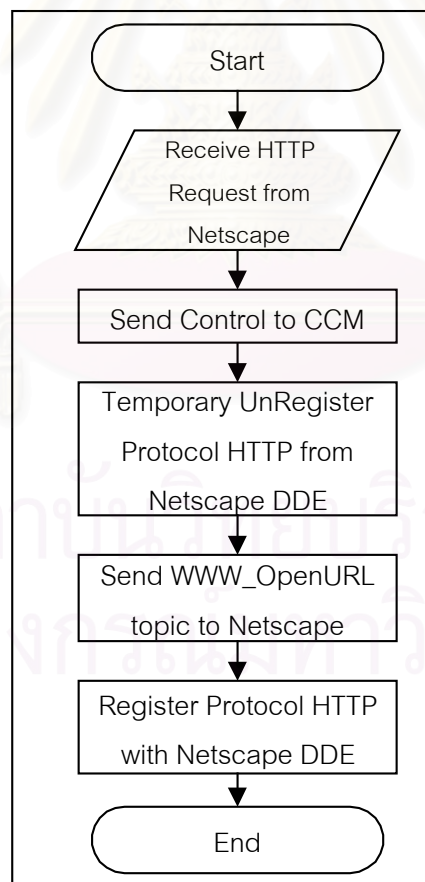 Start
Receive HTTP
Request from
Netscape
Send Control to CCM
Temporary UnRegister
Protocol HTTP from
Netscape DDE
Send WWW_OpenURL
topic to Netscape
Register Protocol HTTP
with Netscape DDE
End